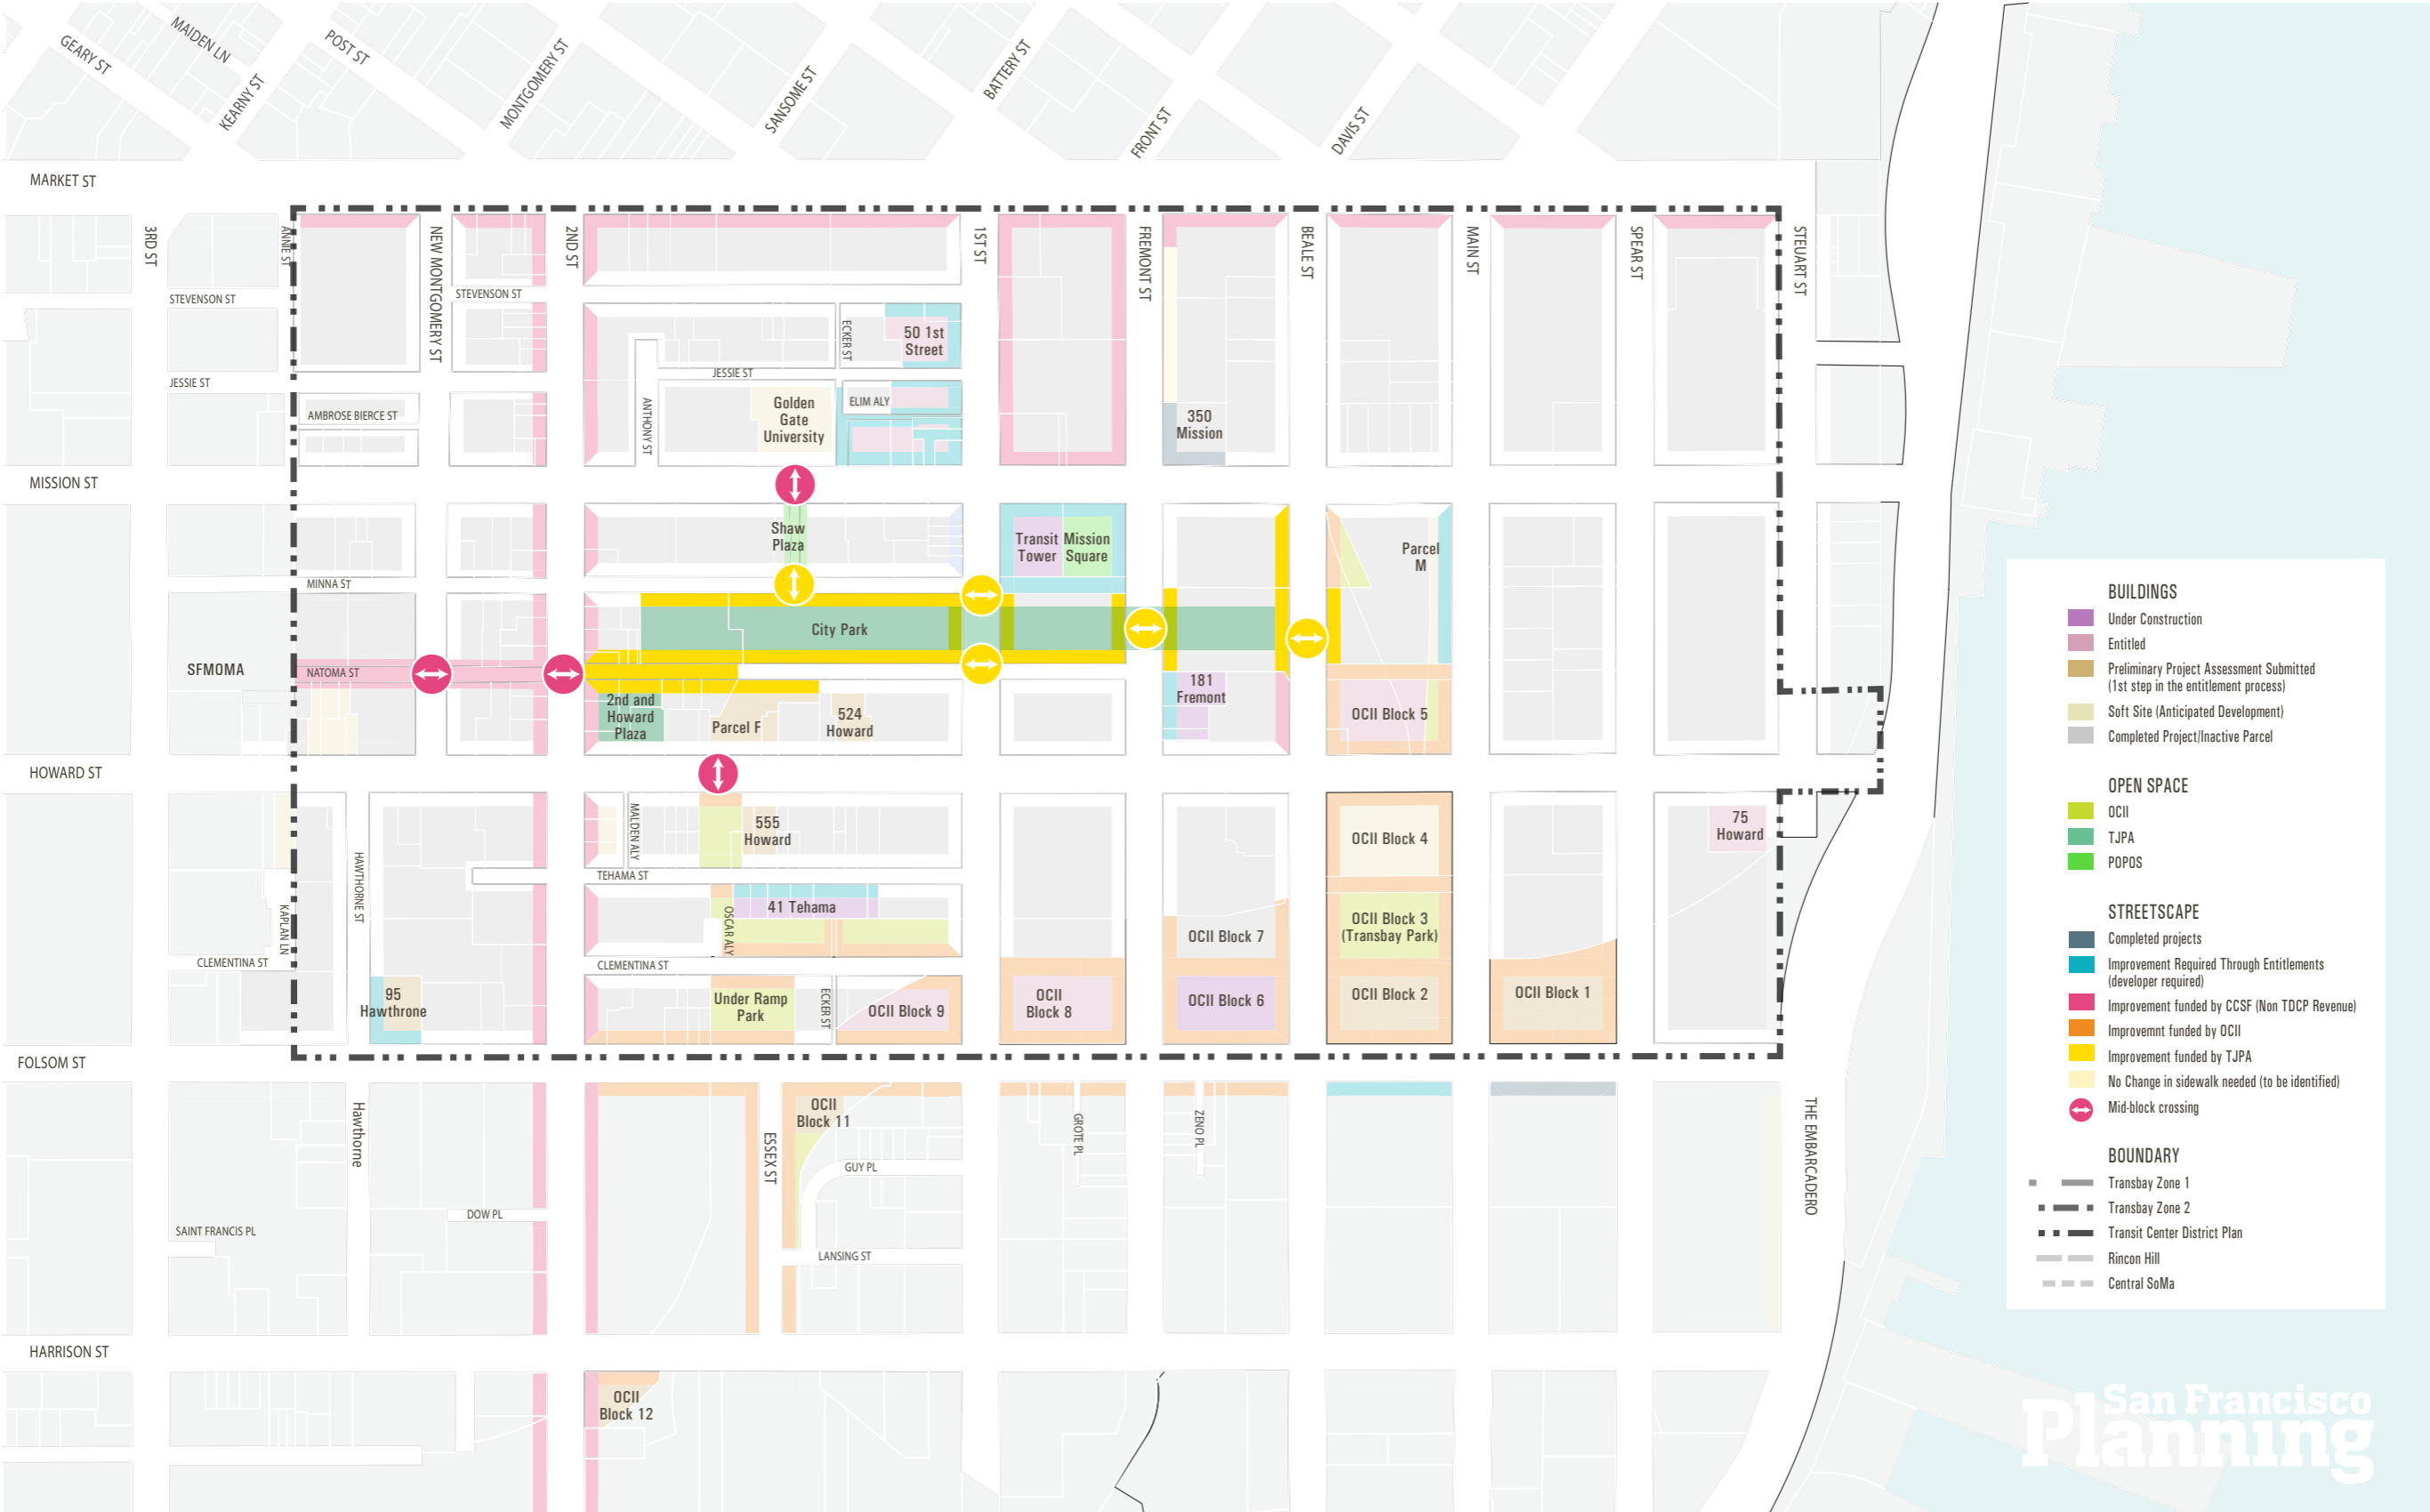 GEARY ST
MAIDEN LN
KEARNY ST
POST ST
MONTGOMERY ST
SANSOME ST
BATTERY ST
FRONT ST
DAVIS ST
MARKET ST
3RD ST
ANNIE ST
NEW MONTGOMERY ST
2ND ST
1ST ST
FREMONT ST
BEALE ST
MAIN ST
SPEAR ST
STEUART ST
STEVENSON ST
STEVENSON ST
ECKER ST
50 1st
Street
JESSIE ST
JESSIE ST
AMBROSE BIERCE ST
ANTHONY ST
Golden
Gate
University
ELIM ALY
350
Mission
MISSION ST
Shaw
Plaza
Transit
Tower
Mission
Square
Parcel
M
MINNA ST
City Park
SFMOMA
NATOMA ST
2nd and
Howard
Plaza
Parcel F
524
Howard
181
Fremont
OCII Block 5
HOWARD ST
MALDEN ALY
555
Howard
OCII Block 4
75
Howard
HAWTHORNE ST
TEHAMA ST
KAPLAN LN
OSCAR ALY
41 Tehama
OCII Block 7
OCII Block 3
(Transbay Park)
CLEMENTINA ST
CLEMENTINA ST
95
Hawthrone
Under Ramp
Park
ECKER ST
OCII Block 9
OCII
Block 8
OCII Block 6
OCII Block 2
OCII Block 1
FOLSOM ST
Hawthorne
ESSEX ST
OCII
Block 11
GROTE PL
ZENO PL
THE EMBARCADERO
GUY PL
DOW PL
SAINT FRANCIS PL
LANSING ST
HARRISON ST
OCII
Block 12
BUILDINGS
Under Construction
Entitled
Preliminary Project Assessment Submitted
(1st step in the entitlement process)
Soft Site (Anticipated Development)
Completed Project/Inactive Parcel
OPEN SPACE
OCII
TJPA
POPOS
STREETSCAPE
Completed projects
Improvement Required Through Entitlements
(developer required)
Improvement funded by CCSF (Non TDCP Revenue)
Improvemnt funded by OCII
Improvement funded by TJPA
No Change in sidewalk needed (to be identified)
Mid-block crossing
BOUNDARY
Transbay Zone 1
Transbay Zone 2
Transit Center District Plan
Rincon Hill
Central SoMa
San Francisco
Planning